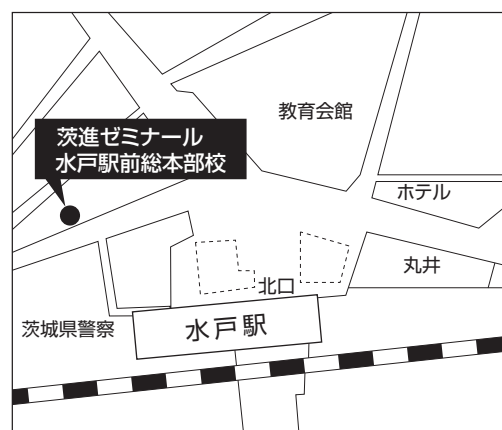 教育会館
茨進ゼミナール
水戸駅前総本部校
ホテル
丸井
北口
水戸駅
茨城県警察